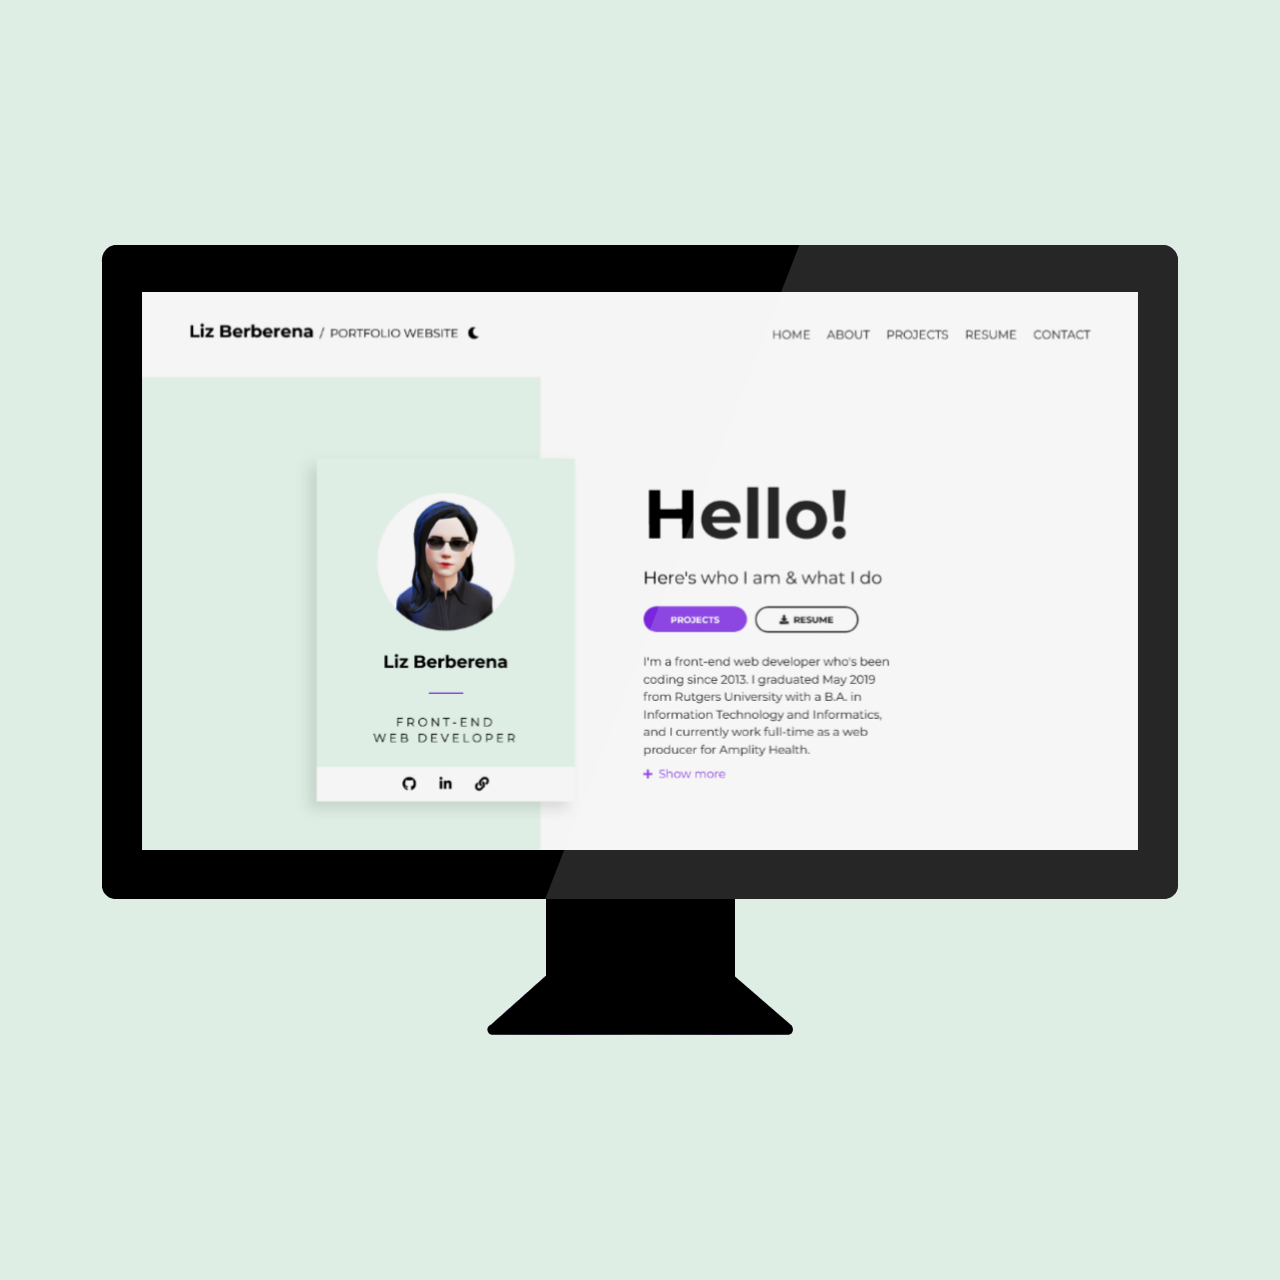 Liz Berberena / PORTFOLIO WEBSITE
HOME ABOUT PROJECTS RESUME CONTACT
Liz Berberena
FRONT-END
WEB DEVELOPER
in
Hello!
Here's who I am & what I do
PROJECTS RESUME
I'm a front-end web developer who's been
coding since 2013. I graduated May 2019
from Rutgers University with a B.A. in
Information Technology and Informatics,
and I currently work full-time as a web
producer for Amplity Health.
+ Show more